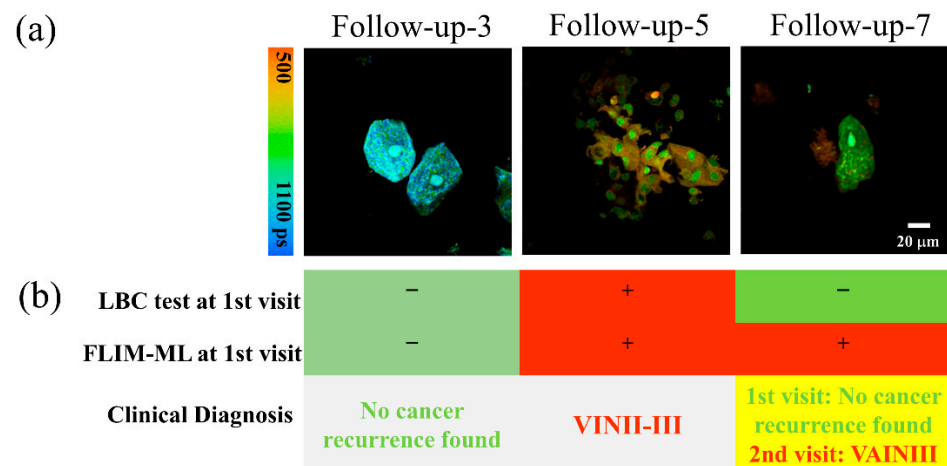 (a)
Follow-up-3
Follow-up-5
Follow-up-7
500
1100 ps
20 μm
(b)
LBC test at 1st visit
−
+
−
FLIM-ML at 1st visit
−
+
+
Clinical Diagnosis
No cancer
recurrence found
VINII-III
1st visit: No cancer
recurrence found
2nd visit: VAINIII